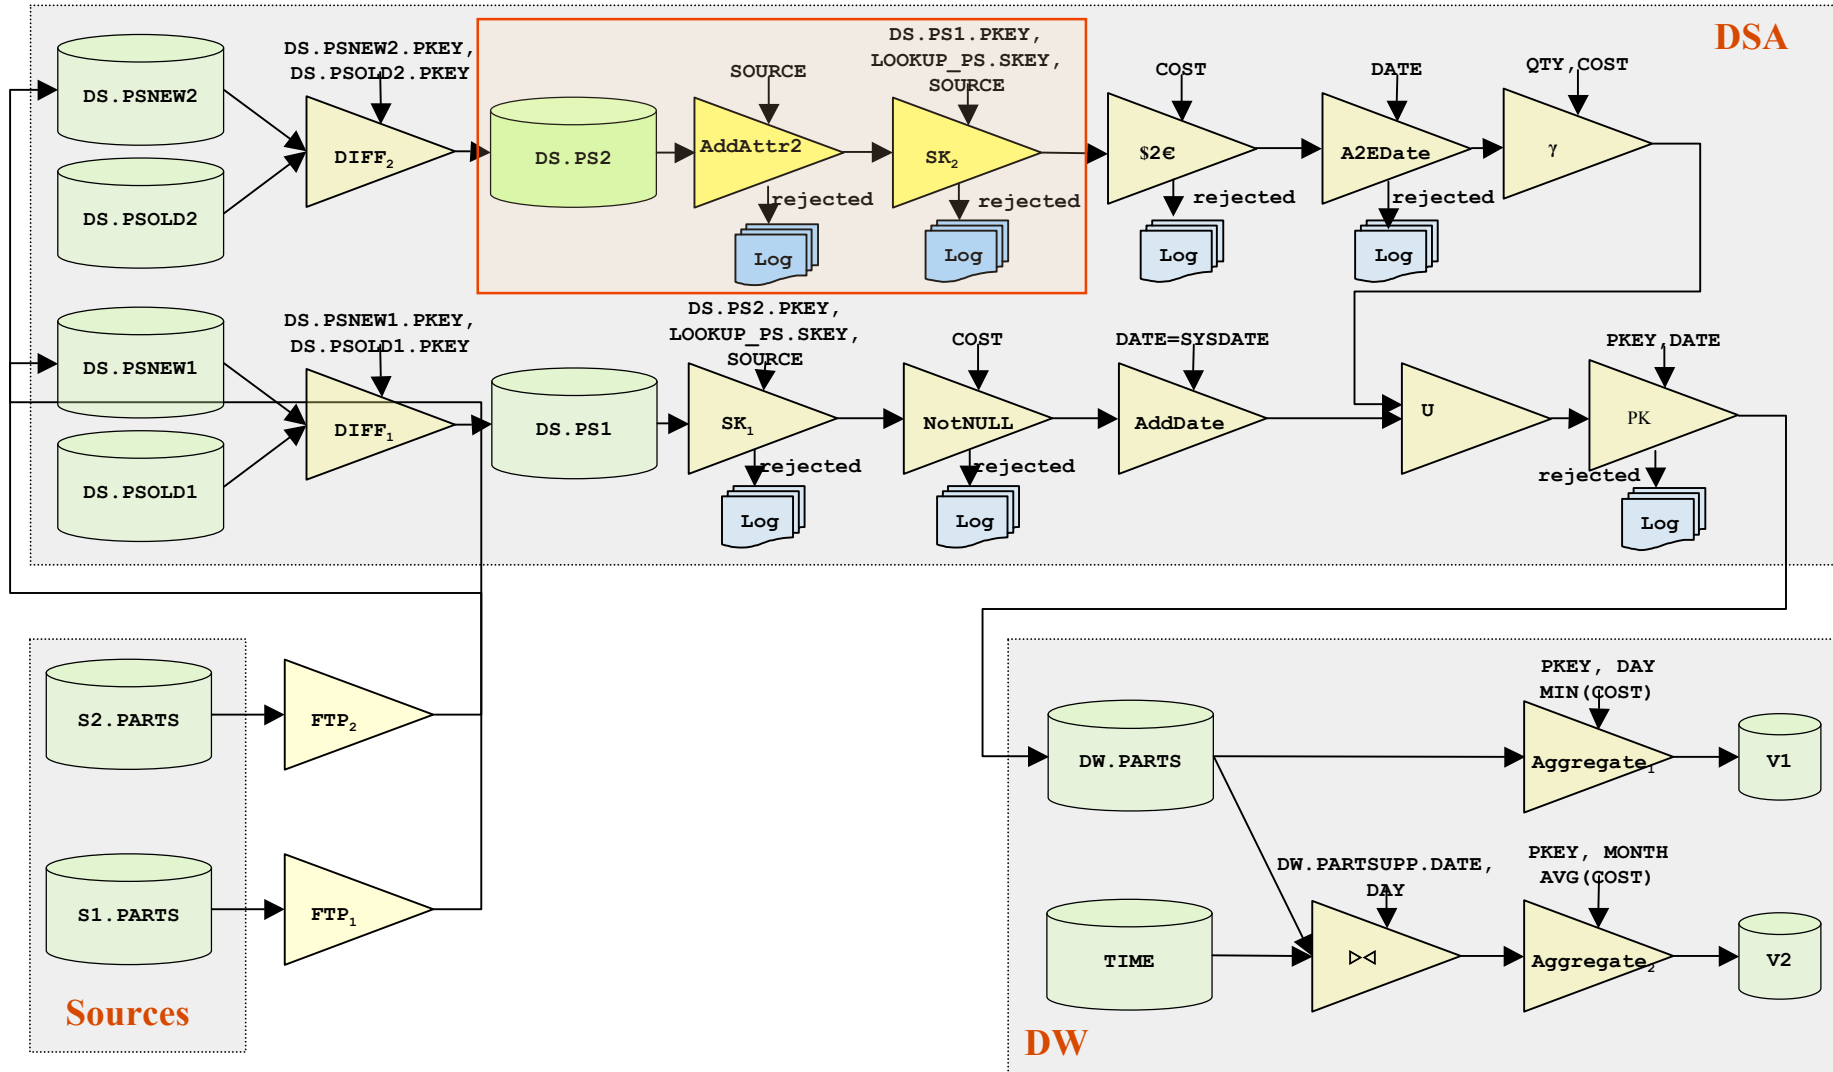 DSA
DS.PSNEW2
DS.PSOLD2
DS.PSNEW2.PKEY,
DS.PSOLD2.PKEY
DIFF2
DS.PS2
SOURCE
AddAttr2
rejected
Log
DS.PS1.PKEY,
LOOKUP_PS.SKEY,
SOURCE
SK2
rejected
Log
COST
$2€
rejected
Log
DATE
A2EDate
rejected
Log
QTY,COST
γ
DS.PSNEW1
DS.PSOLD1
DS.PSNEW1.PKEY,
DS.PSOLD1.PKEY
DIFF1
DS.PS1
DS.PS2.PKEY,
LOOKUP_PS.SKEY,
SOURCE
SK1
rejected
Log
COST
NotNULL
rejected
Log
DATE=SYSDATE
AddDate
U
PKEY,DATE
PK
rejected
Log
S2.PARTS
FTP2
S1.PARTS
FTP1
Sources
DW.PARTS
PKEY, DAY
MIN(COST)
Aggregate1
V1
TIME
DW.PARTSUPP.DATE,
DAY
⋈
PKEY, MONTH
AVG(COST)
Aggregate2
V2
DW